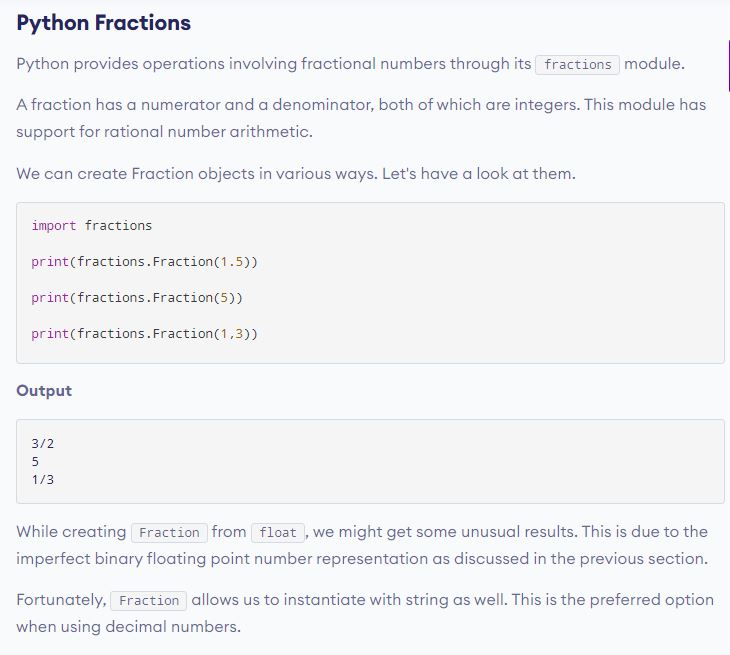 Python Fractions
Python provides operations involving fractional numbers through its fractions module.
A fraction has a numerator and a denominator, both of which are integers. This module has
support for rational number arithmetic.
We can create Fraction objects in various ways. Let's have a look at them.
import fractions
print(fractions.Fraction(1.5))
print(fractions.Fraction(5))
print(fractions.Fraction(1,3))
Output
3/2
5
1/3
While creating Fraction from float, we might get some unusual results. This is due to the
imperfect binary floating point number representation as discussed in the previous section.
Fortunately, Fraction allows us to instantiate with string as well. This is the preferred option
when using decimal numbers.